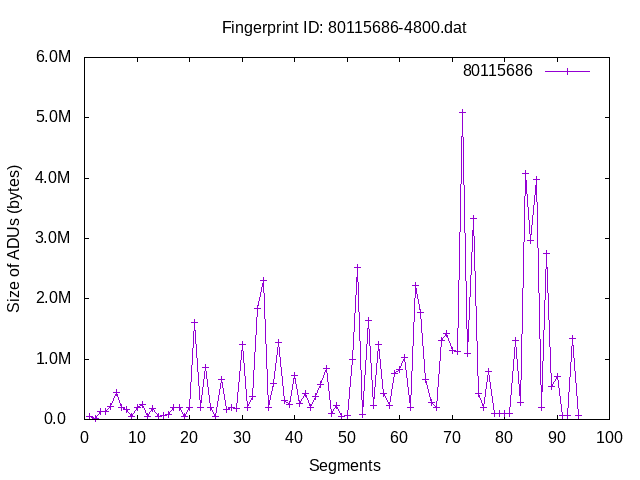 Fingerprint ID: 80115686-4800.dat
80115686
6.0M
5.0M
4.0M
3.0M
2.0M
1.0M
0.0
Size of ADUs (bytes)
0 10 20 30 40 50 60 70 80 90 100
Segments